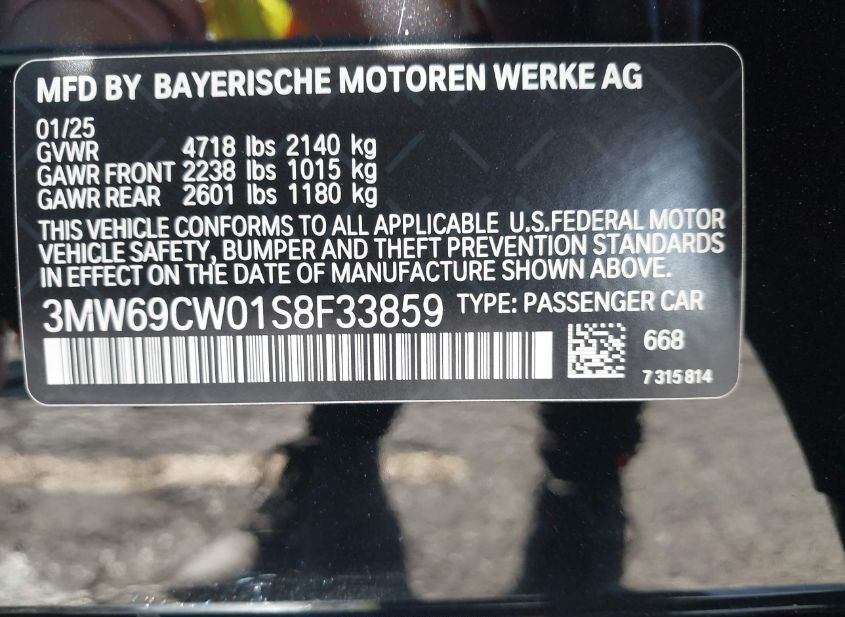 MFD BY BAYERISCHE MOTOREN WERKE AG
01/25
GVWR 4718 lbs 2140 kg
GAWR FRONT 2238 lbs 1015 kg
GAWR REAR 2601 lbs 1180 kg
THIS VEHICLE CONFORMS TO ALL APPLICABLE U.S.FEDERAL MOTOR
VEHICLE SAFETY, BUMPER AND THEFT PREVENTION STANDARDS
IN EFFECT ON THE DATE OF MANUFACTURE SHOWN ABOVE.
3MW69CW01S8F33859 TYPE: PASSENGER CAR
668
7 315 814